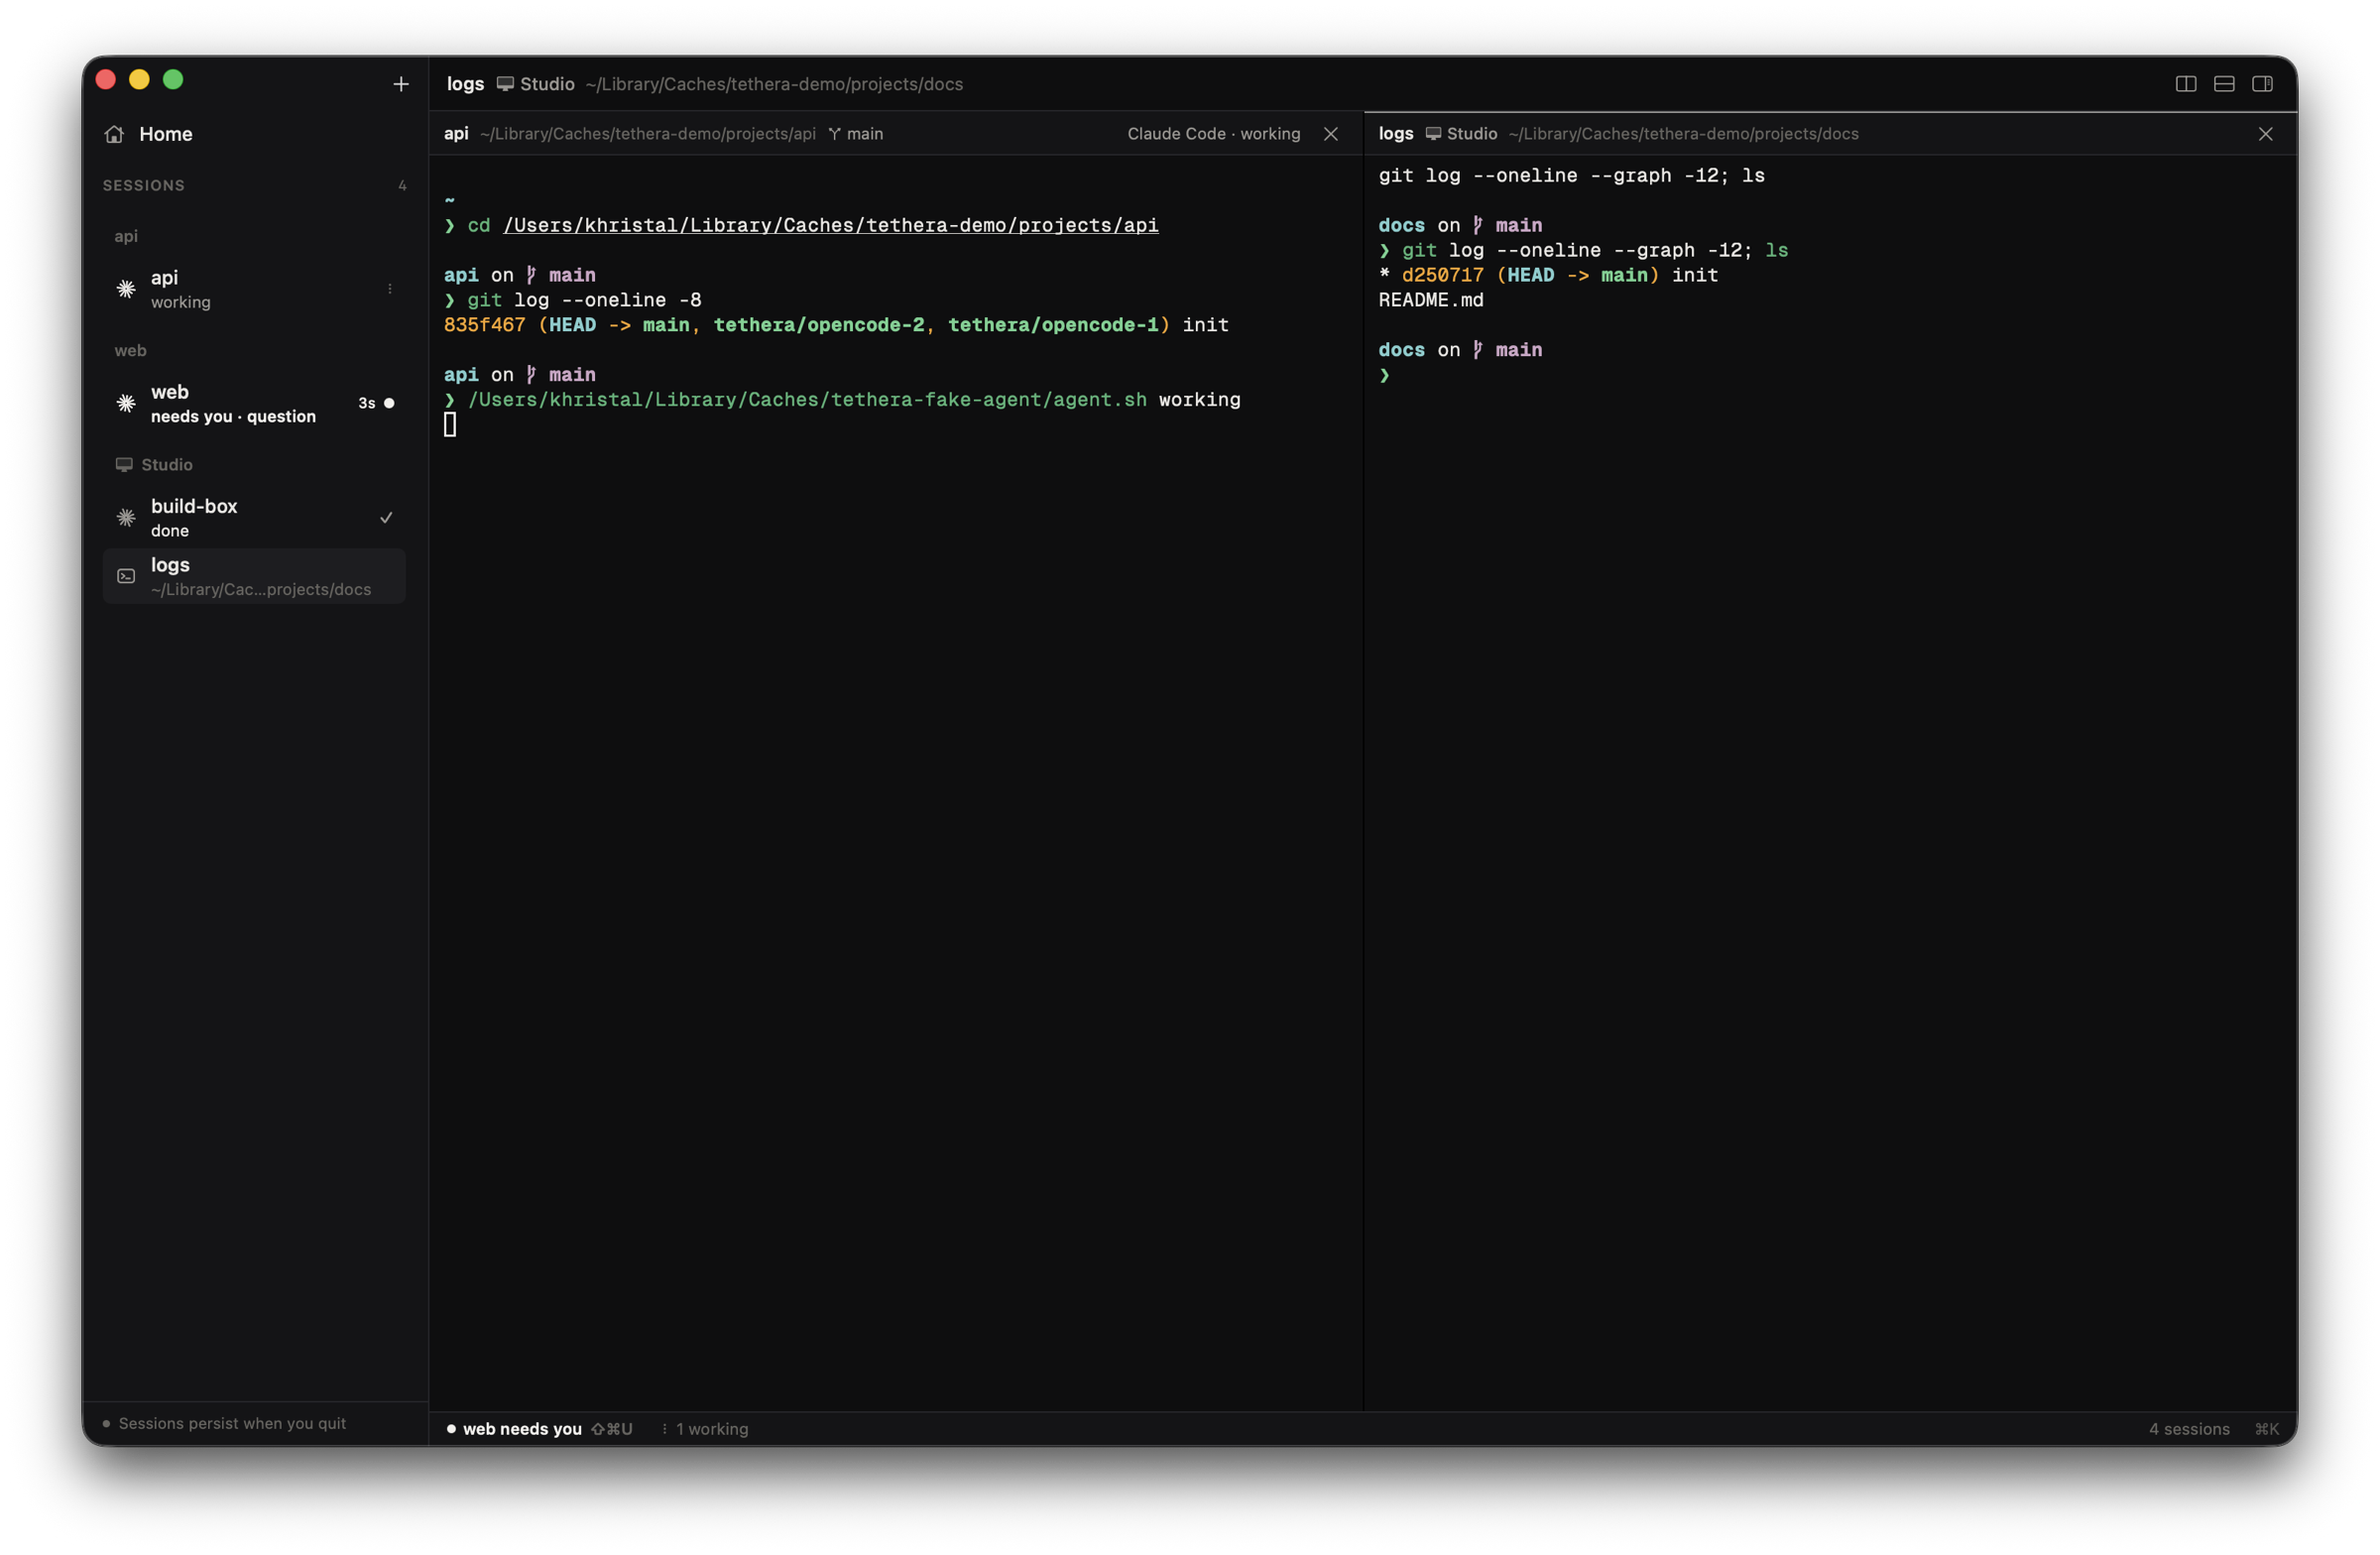 Home
SESSIONS 4
api
api
working
web
web
needs you · question
3s
Studio
build-box
done
logs
~/Library/Cac...projects/docs
Sessions persist when you quit
logs Studio ~/Library/Caches/tethera-demo/projects/docs
api ~/Library/Caches/tethera-demo/projects/api main Claude Code · working
~
❯ cd /Users/khristal/Library/Caches/tethera-demo/projects/api
api on main
❯ git log --oneline -8
835f467 (HEAD -> main, tethera/opencode-2, tethera/opencode-1) init
api on main
❯ /Users/khristal/Library/Caches/tethera-fake-agent/agent.sh working
logs Studio ~/Library/Caches/tethera-demo/projects/docs
git log --oneline --graph -12; ls
docs on main
❯ git log --oneline --graph -12; ls
* d250717 (HEAD -> main) init
README.md
docs on main
❯
web needs you ⇧⌘U 1 working
4 sessions ⌘K